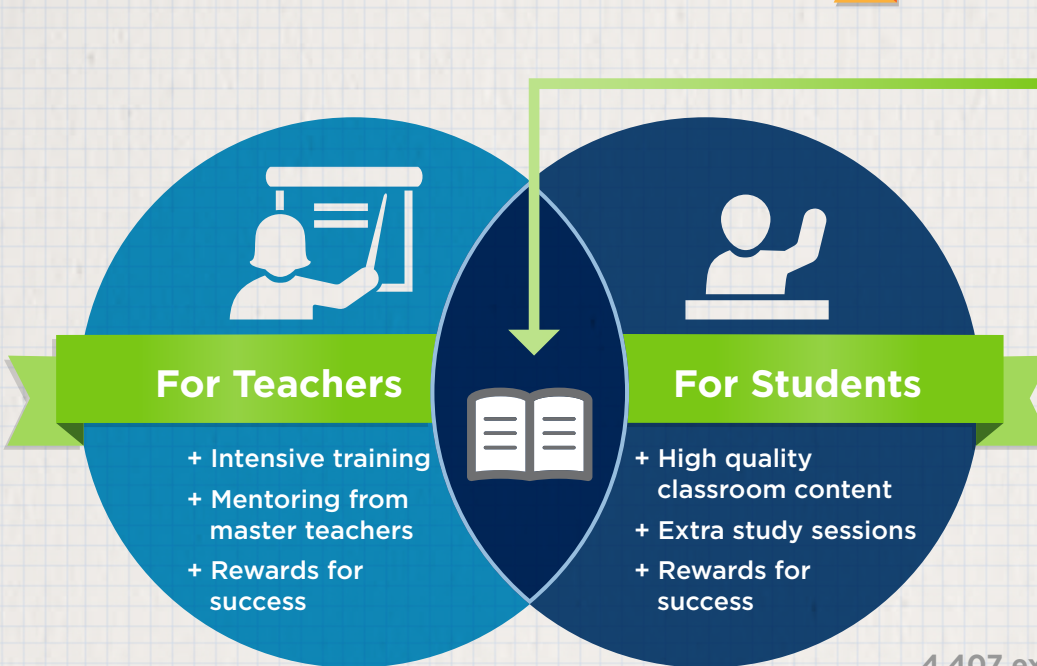 For Teachers
+ Intensive training
+ Mentoring from
master teachers
+ Rewards for
success
For Students
+ High quality
classroom content
+ Extra study sessions
+ Rewards for
success